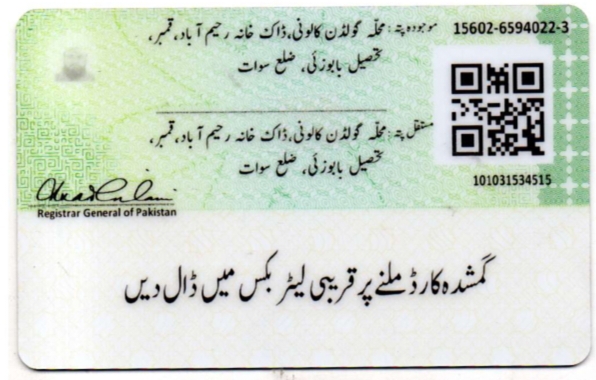 موجودہ پتہ: محلہ گولڈن کالونی، ڈاک خانہ رحیم آباد، قمبر، 15602-6594022-3
تحصیل بابوزئی، ضلع سوات
مستقل پتہ: محلہ گولڈن کالونی، ڈاک خانہ رحیم آباد، قمبر،
تحصیل بابوزئی، ضلع سوات
101031534515
Registrar General of Pakistan
گمشدہ کارڈ ملنے پر قریبی لیٹر بکس میں ڈال دیں